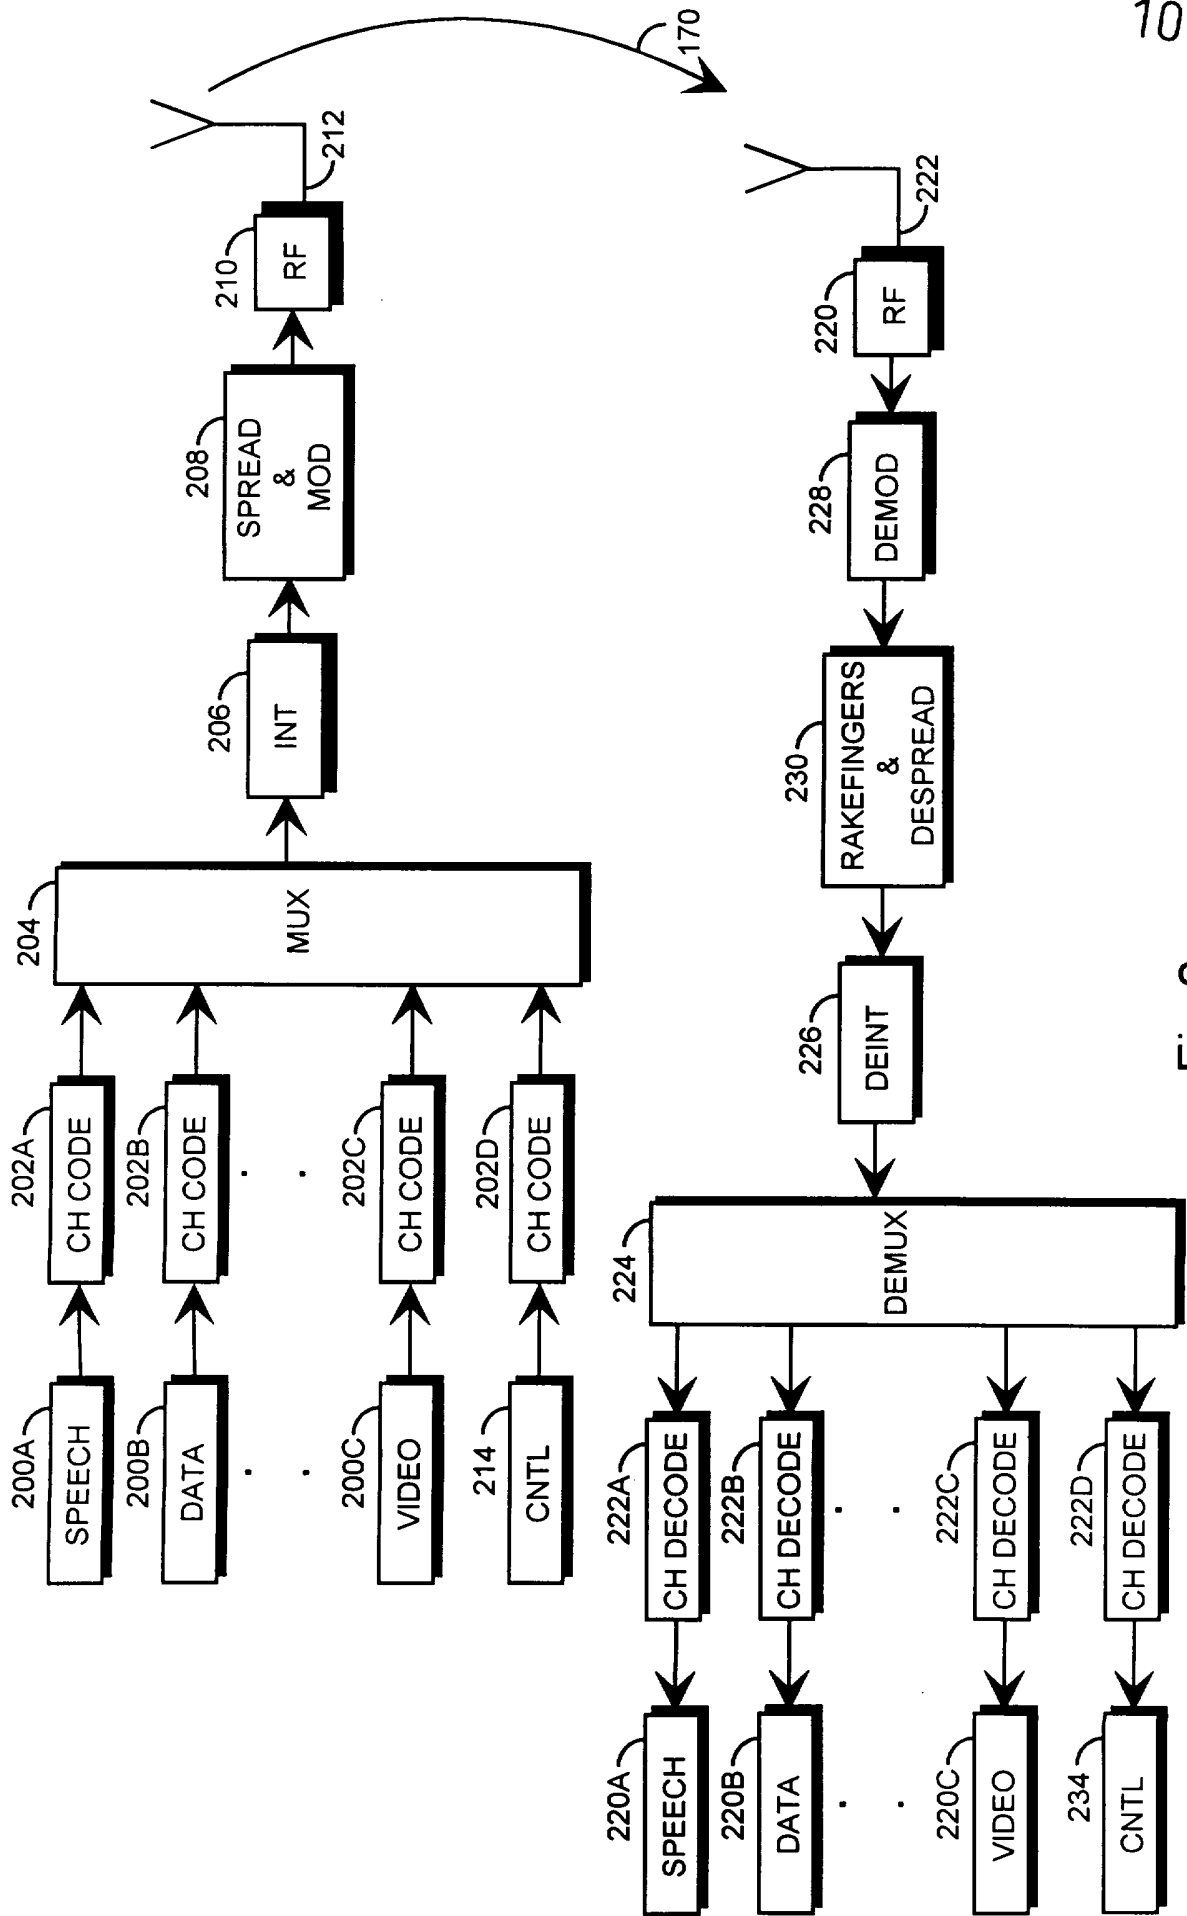 10
170
212
210
RF
208
SPREAD
&
MOD
206
INT
204
MUX
202A
CH CODE
202B
CH CODE
202C
CH CODE
202D
CH CODE
200A
SPEECH
200B
DATA
200C
VIDEO
214
CNTL
222
220
RF
228
DEMOD
230
RAKEFINGERS
&
DESPREAD
226
DEINT
224
DEMUX
222A
CH DECODE
222B
CH DECODE
222C
CH DECODE
222D
CH DECODE
220A
SPEECH
220B
DATA
220C
VIDEO
234
CNTL